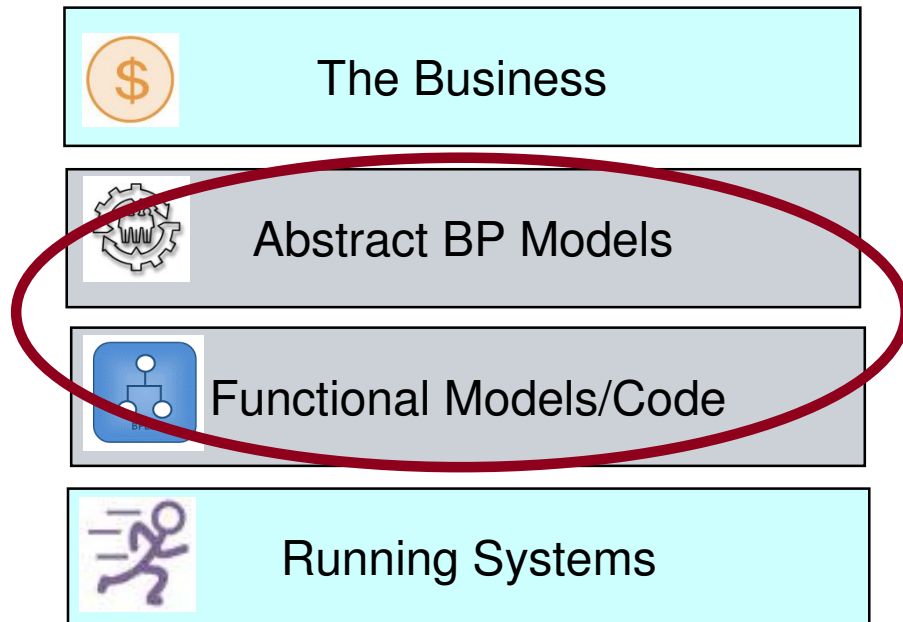 $
The Business
Abstract BP Models
Functional Models/Code
Running Systems